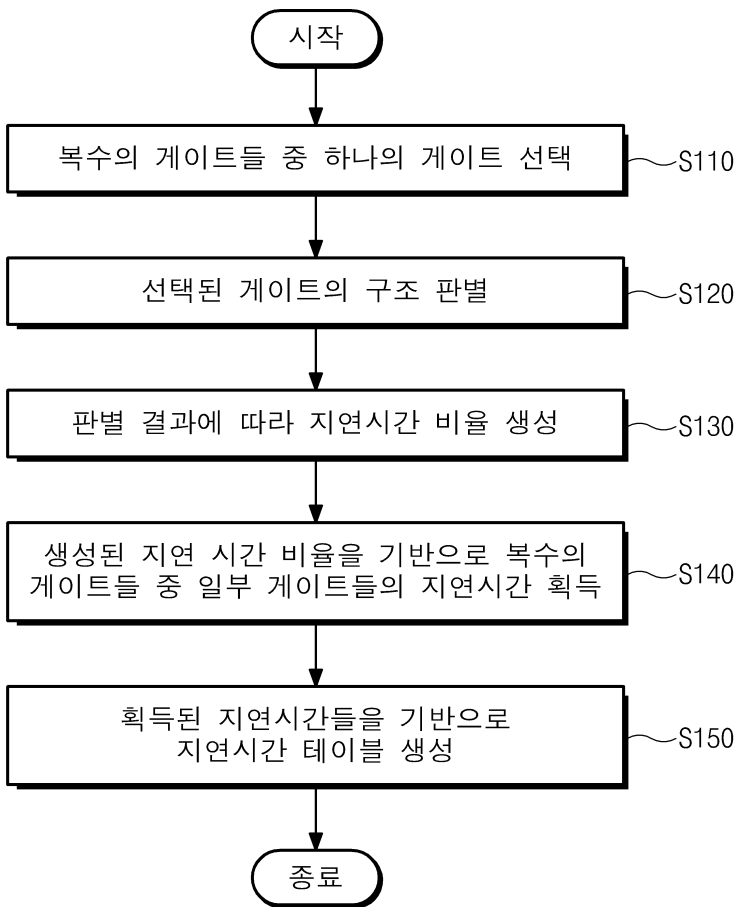 시작
복수의 게이트들 중 하나의 게이트 선택
S110
선택된 게이트의 구조 판별
S120
판별 결과에 따라 지연시간 비율 생성
S130
생성된 지연 시간 비율을 기반으로 복수의
게이트들 중 일부 게이트들의 지연시간 획득
S140
획득된 지연시간들을 기반으로
지연시간 테이블 생성
S150
종료